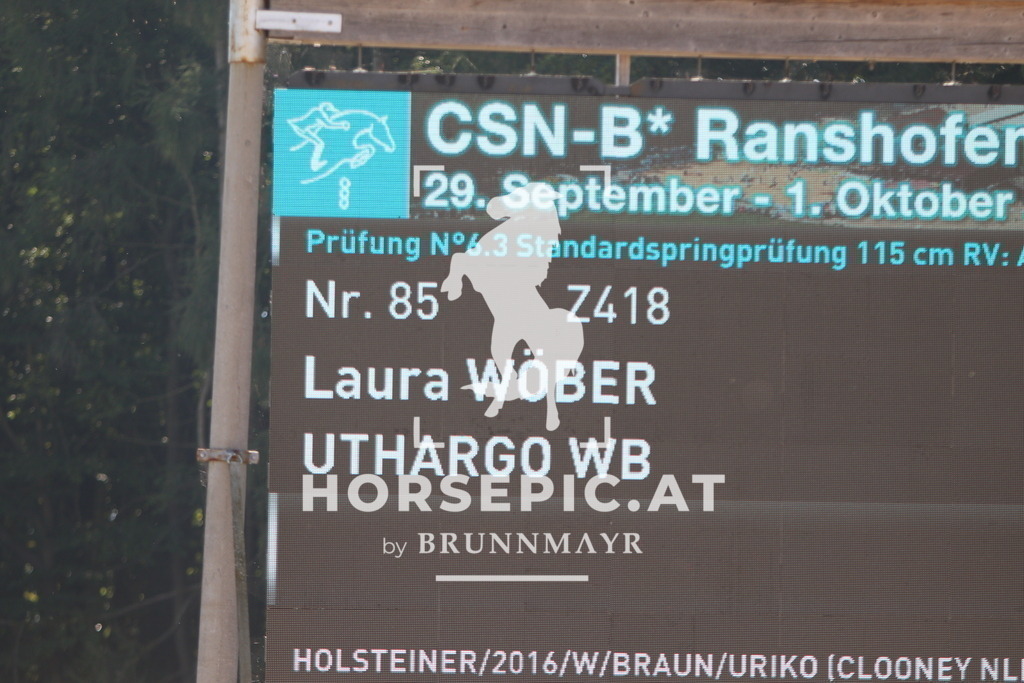 CSN-B* Ranshofen
29. September - 1. Oktober
Prüfung N°6.3 Standardspringprüfung 115 cm RV: A
Nr. 85 Z418
Laura WÖBER
UTHARGO WB
HORSEPIC.AT
by BRUNNMAYR
HOLSTEINER/2016/W/BRAUN/URIKO (CLOONEY NL